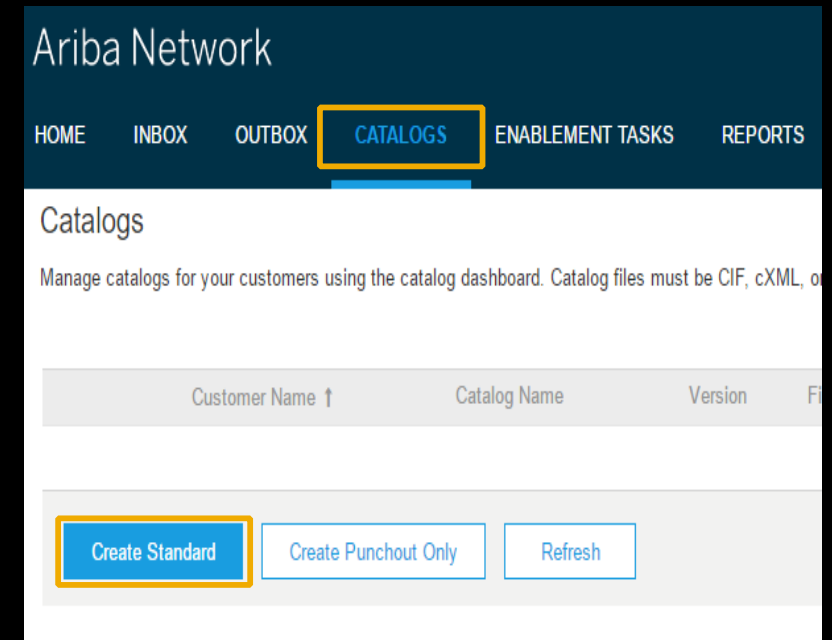 Ariba Network
HOME INBOX OUTBOX CATALOGS ENABLEMENT TASKS REPORTS
Catalogs
Manage catalogs for your customers using the catalog dashboard. Catalog files must be CIF, cXML,
Customer Name ↑ Catalog Name Version
Create Standard Create Punchout Only Refresh